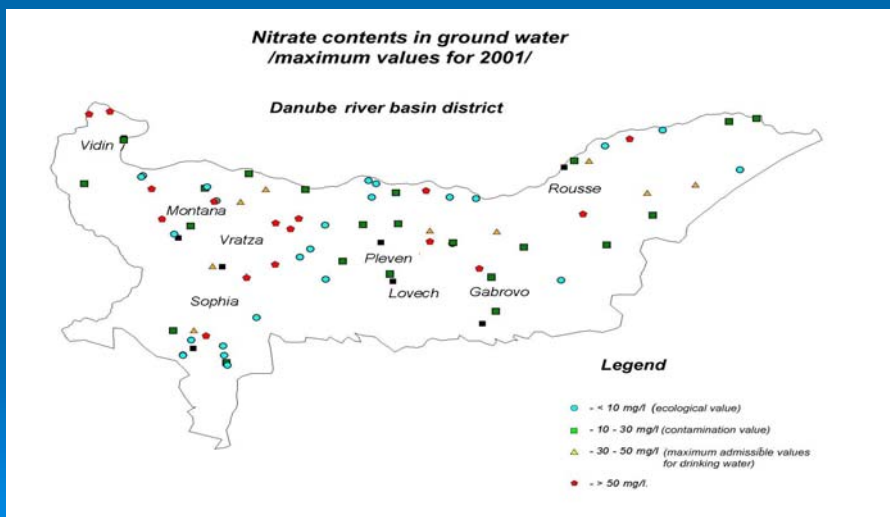 Nitrate contents in ground water
/maximum values for 2001/
Danube river basin district
Vidin
Rousse
Montana
Vratza
Pleven
Lovech
Gabrovo
Sophia
Legend
- < 10 mg/l (ecological value)
- 10 - 30 mg/l (contamination value)
- 30 - 50 mg/l (maximum admissible values
for drinking water)
- > 50 mg/l.